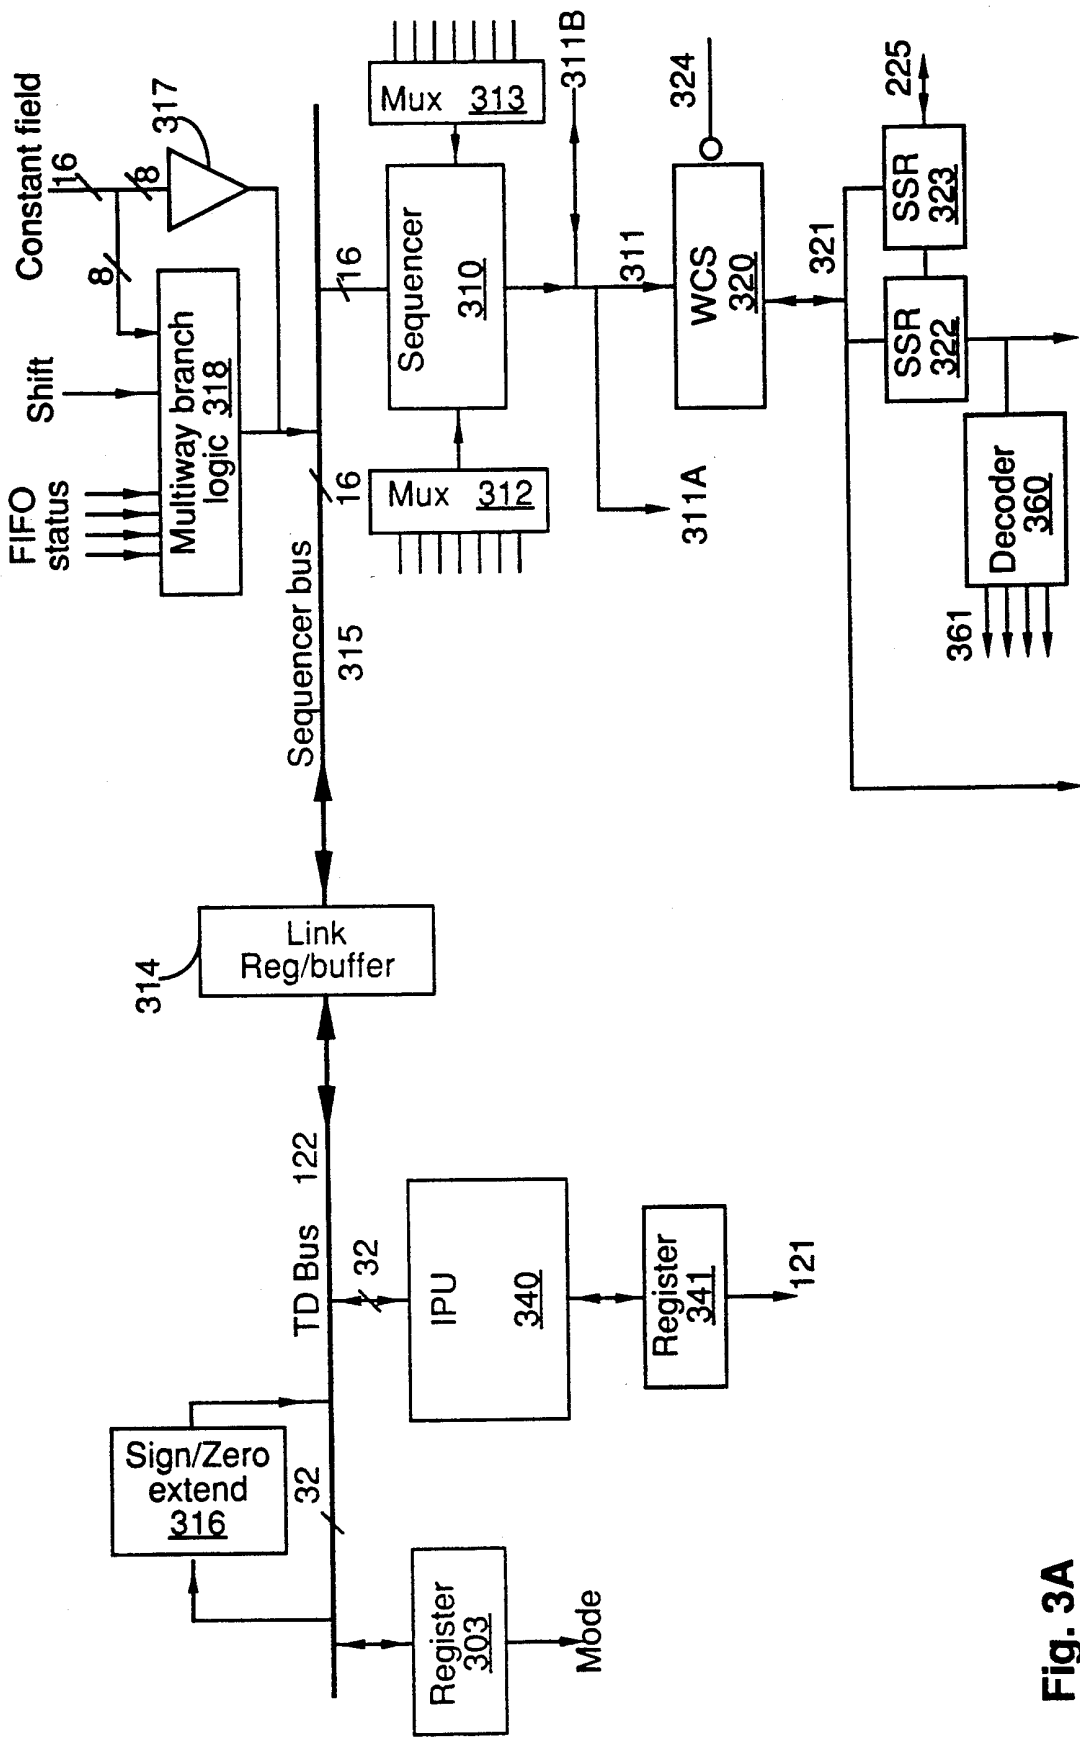 Constant field
16
8
8
317
Shift
FIFO
status
Multiway branch
logic 318
Sequencer bus
315
16
16
Mux 313
Sequencer
310
Mux 312
311B
311
311A
324
WCS
320
321
225
SSR
323
SSR
322
Decoder
360
361
Link
Reg/buffer
314
TD Bus 122
32
IPU
340
Register
341
121
Sign/Zero
extend
316
32
Register
303
Mode
Fig. 3A